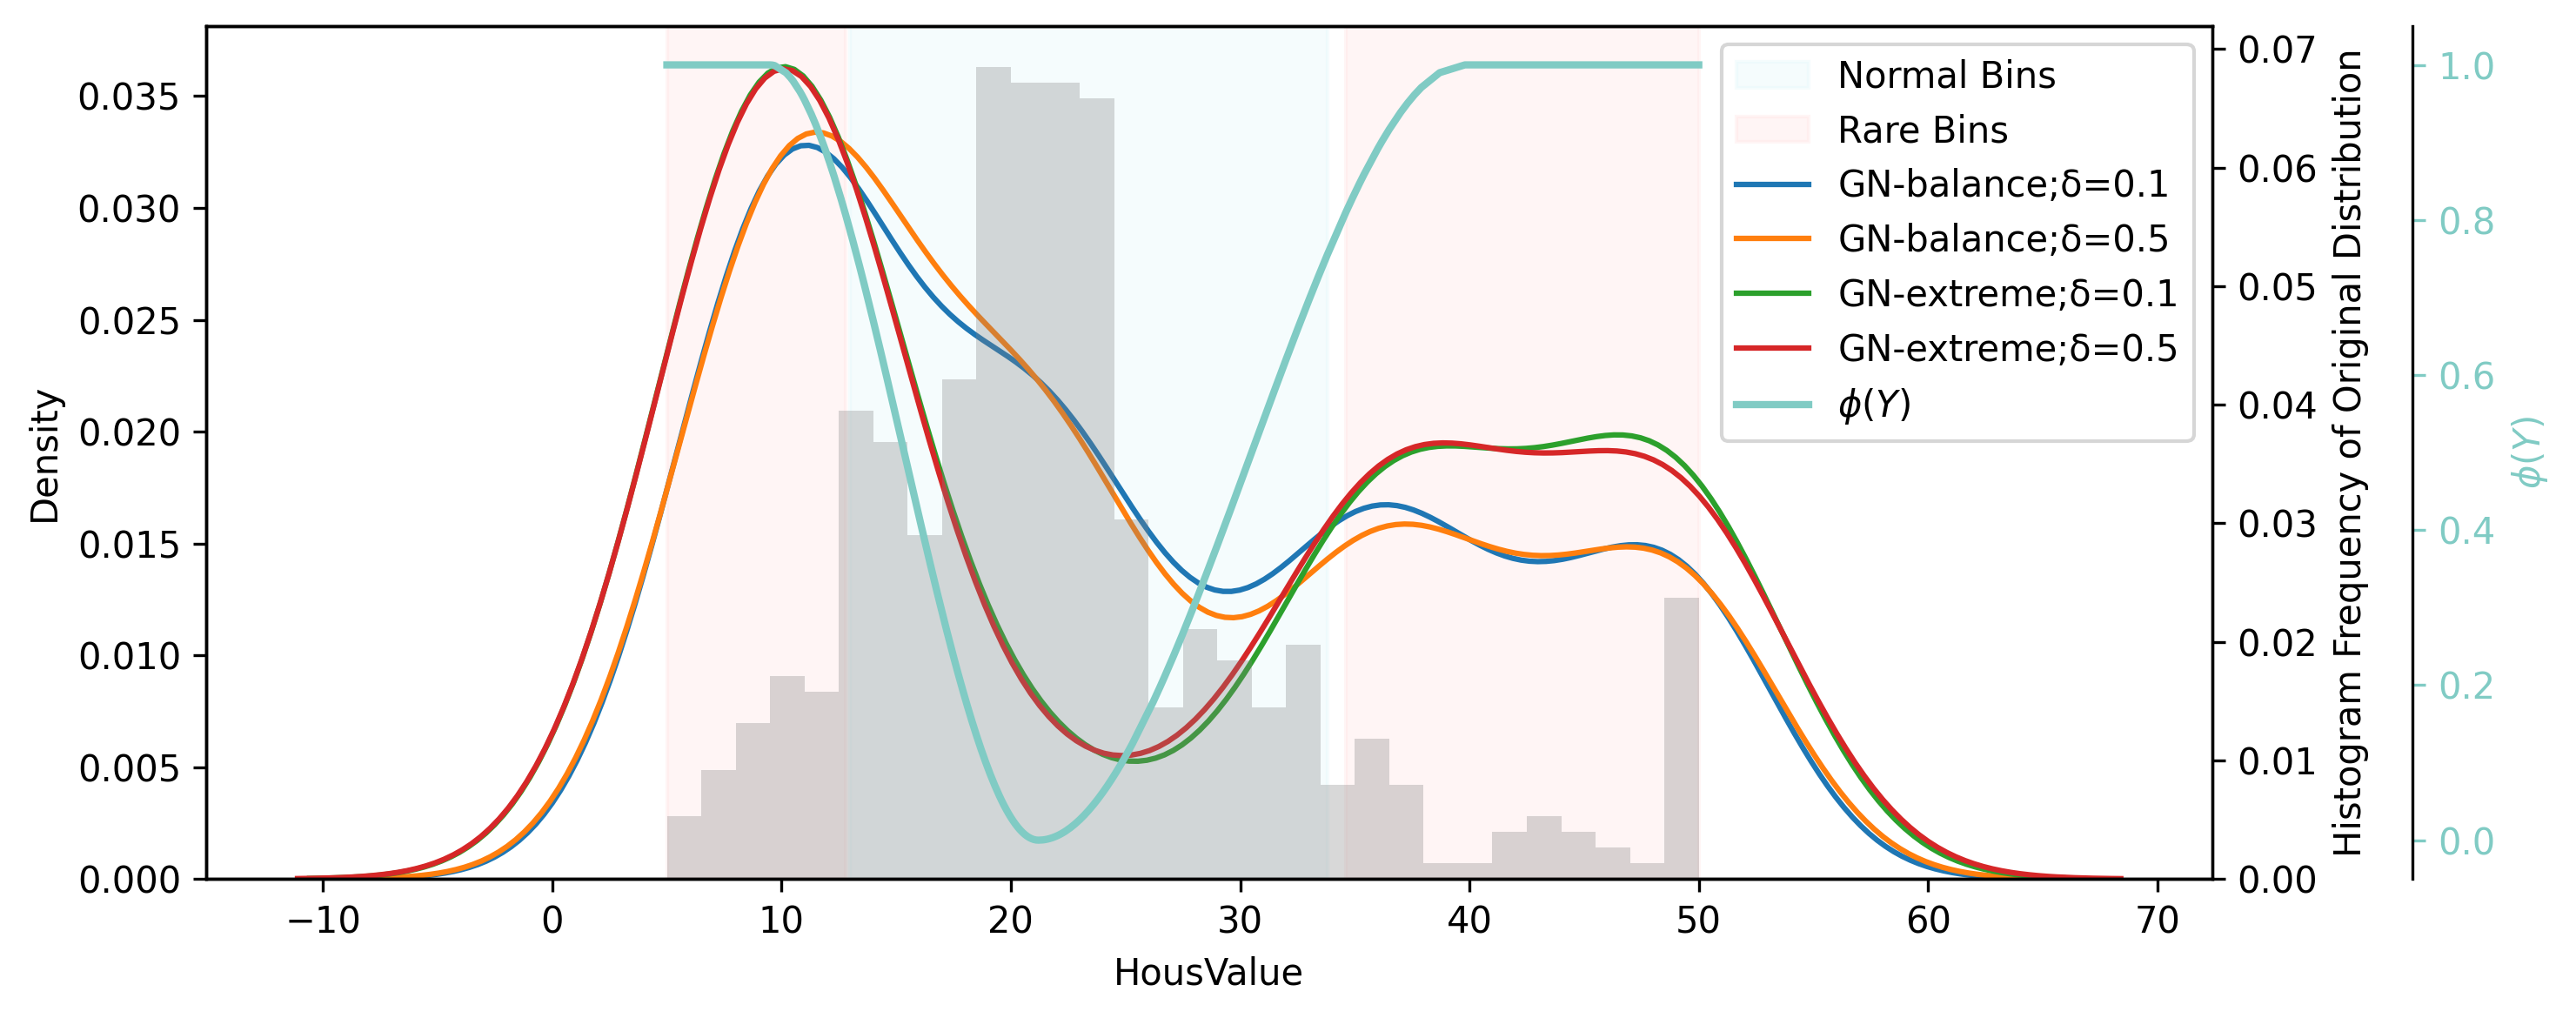 Density
0.035
0.030
0.025
0.020
0.015
0.010
0.005
0.000
−10
0
10
20
30
40
50
60
70
HousValue
Normal Bins
Rare Bins
GN-balance;δ=0.1
GN-balance;δ=0.5
GN-extreme;δ=0.1
GN-extreme;δ=0.5
ϕ(Y)
0.07
0.06
0.05
0.04
0.03
0.02
0.01
0.00
Histogram Frequency of Original Distribution
1.0
0.8
0.6
0.4
0.2
0.0
ϕ(Y)